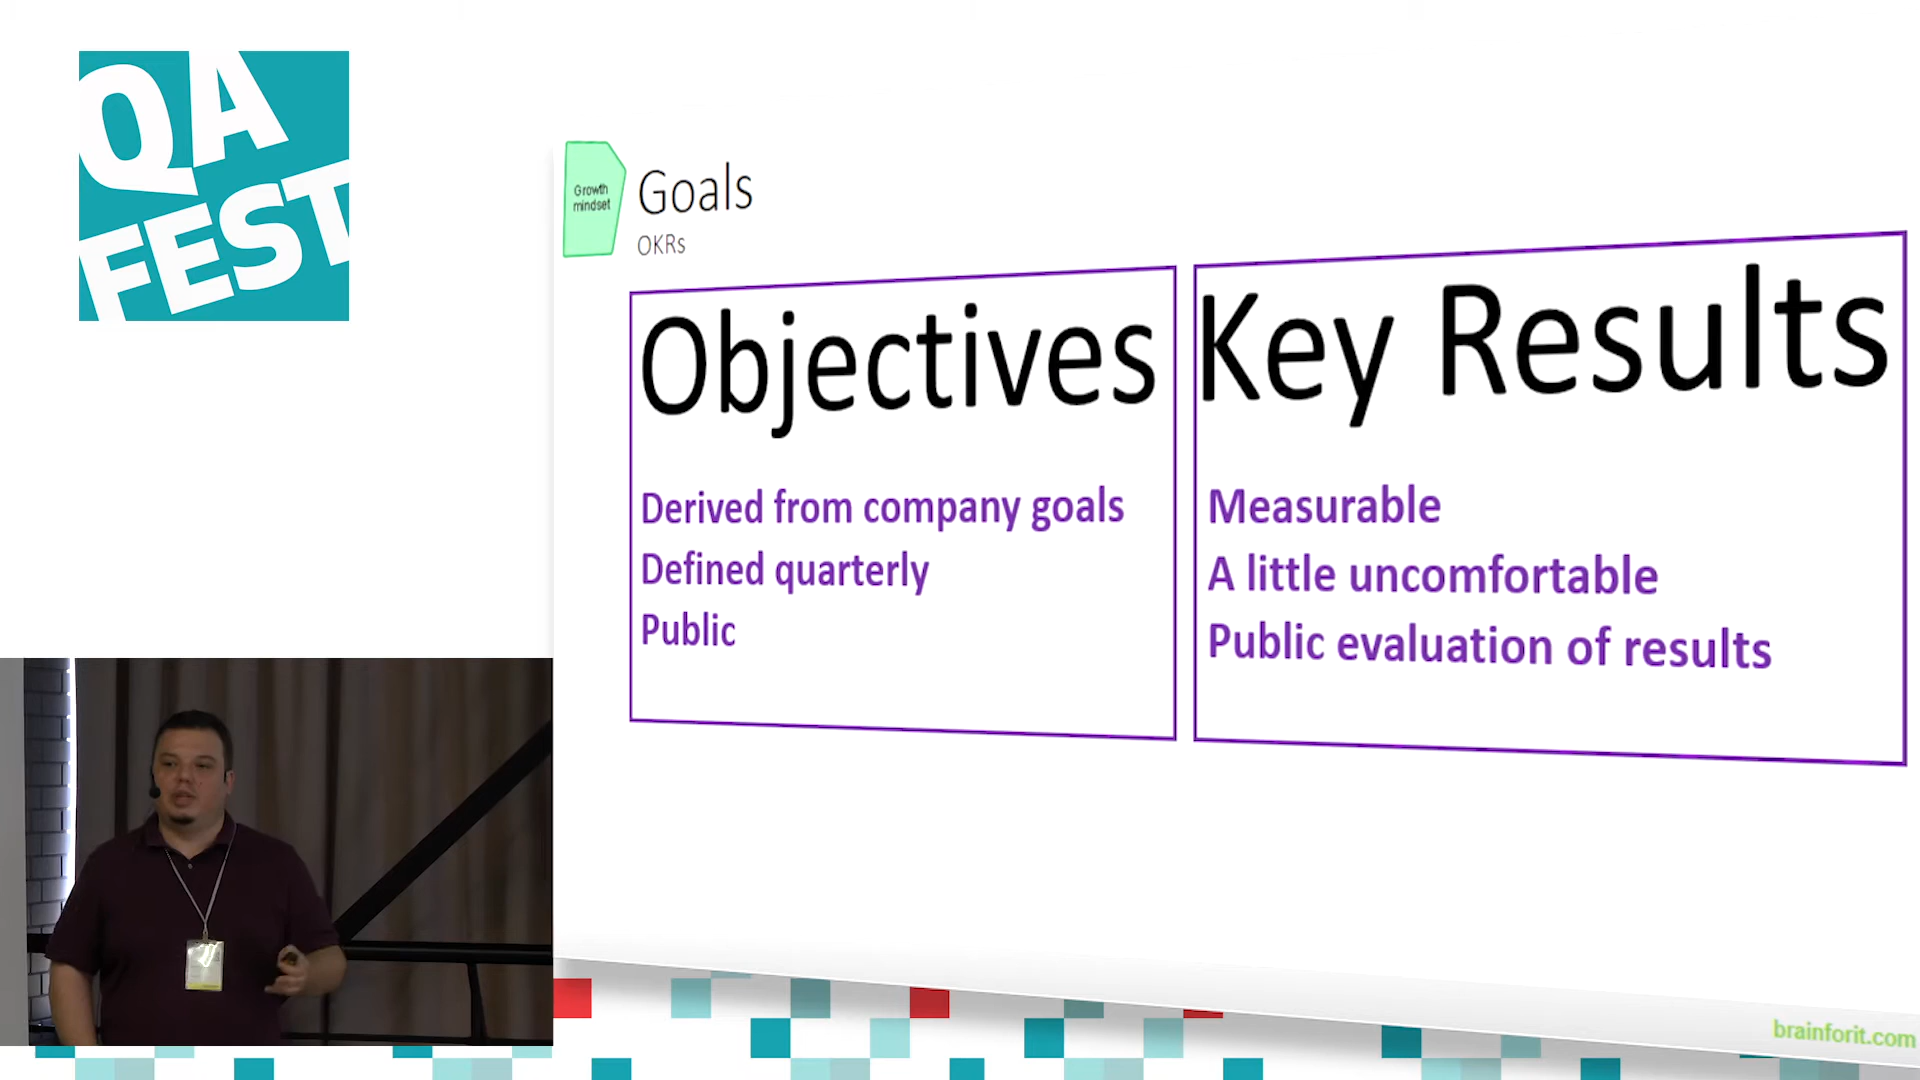 QA
FEST
Growth
mindset
Goals
OKRs
Objectives
Derived from company goals
Defined quarterly
Public
Key Results
Measurable
A little uncomfortable
Public evaluation of results
brainforit.com